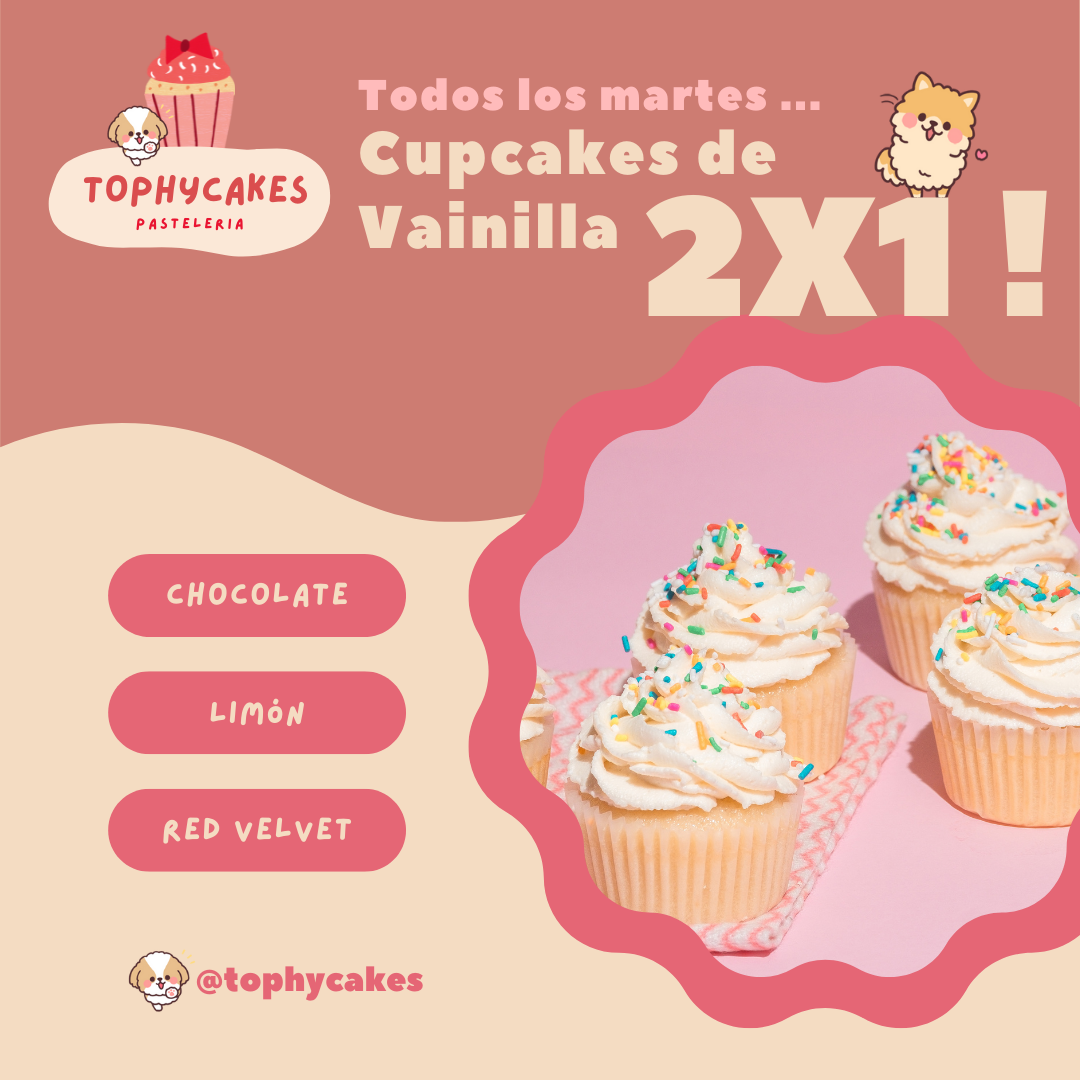 TOPHYCAKES
PASTELERIA
Todos los martes ...
Cupcakes de
Vainilla 2X1 !
CHOCOLATE
LIMÓN
RED VELVET
@tophycakes